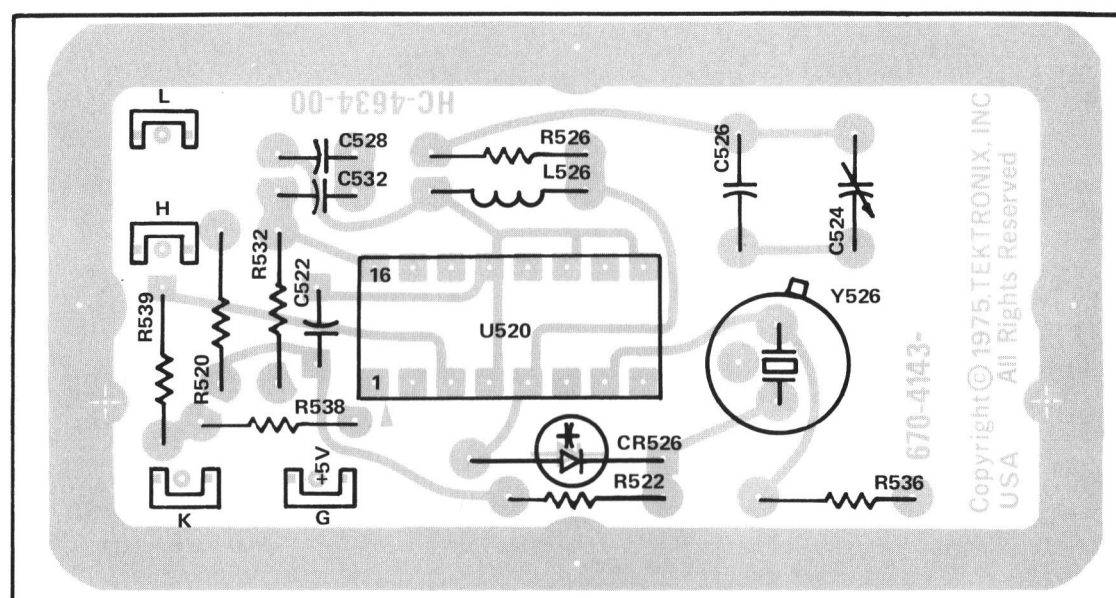 HC-4634-00
L
C528
R526
C526
C532
L526
H
C524
R532
C522
16
Y526
R539
U520
R520
1
R538
CR526
+5V
R522
R536
K
G
670-4143-
Copyright © 1975, TEKTRONIX, INC
USA All Rights Reserved